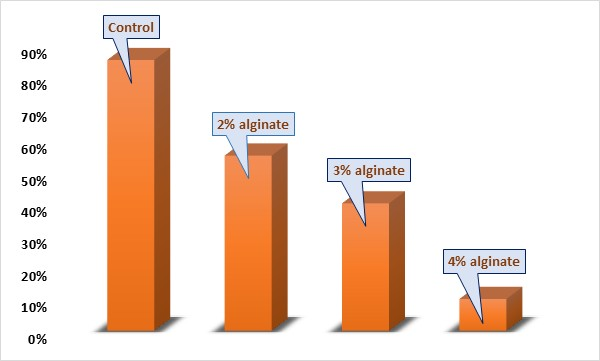 Control
90%
80%
70%
2% alginate
60%
50%
3% alginate
40%
30%
4% alginate
20%
10%
0%